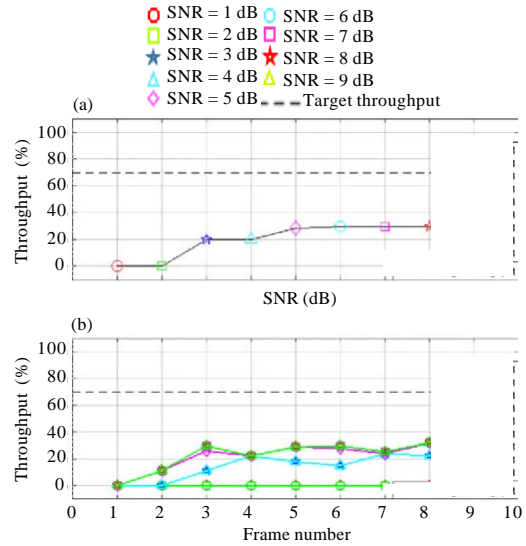 SNR = 1 dB
SNR = 2 dB
SNR = 3 dB
SNR = 4 dB
SNR = 5 dB
SNR = 6 dB
SNR = 7 dB
SNR = 8 dB
SNR = 9 dB
Target throughput
(a)
Throughput (%)
100
80
60
40
20
0
SNR (dB)
(b)
Throughput (%)
100
80
60
40
20
0
0 1 2 3 4 5 6 7 8 9 10
Frame number